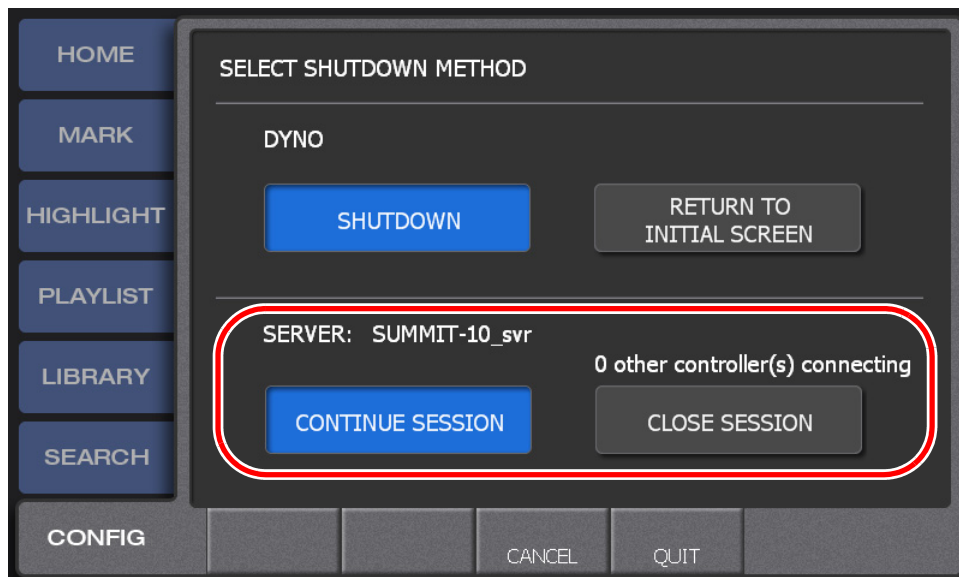 HOME
MARK
HIGHLIGHT
PLAYLIST
LIBRARY
SEARCH
CONFIG
SELECT SHUTDOWN METHOD
DYNO
SHUTDOWN
RETURN TO
INITIAL SCREEN
SERVER: SUMMIT-10_svr
0 other controller(s) connecting
CONTINUE SESSION
CLOSE SESSION
CANCEL
QUIT